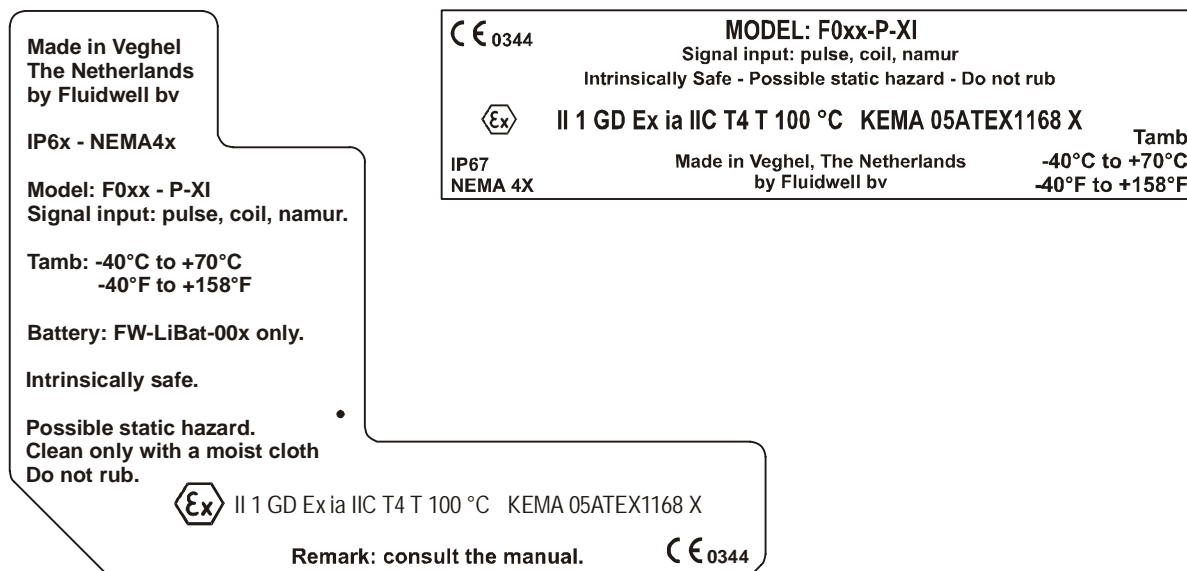 Made in Veghel
The Netherlands
by Fluidwell bv
IP6x - NEMA4x
Model: F0xx - P-XI
Signal input: pulse, coil, namur.
Tamb: -40°C to +70°C
-40°F to +158°F
Battery: FW-LiBat-00x only.
Intrinsically safe.
Possible static hazard.
Clean only with a moist cloth
Do not rub.
Ex II 1 GD Ex ia IIC T4 T 100 °C KEMA 05ATEX1168 X
Remark: consult the manual. CE 0344
CE 0344 MODEL: F0xx-P-XI
Signal input: pulse, coil, namur
Intrinsically Safe - Possible static hazard - Do not rub
Ex II 1 GD Ex ia IIC T4 T 100 °C KEMA 05ATEX1168 X
Tamb
IP67 Made in Veghel, The Netherlands -40°C to +70°C
NEMA 4X by Fluidwell bv -40°F to +158°F